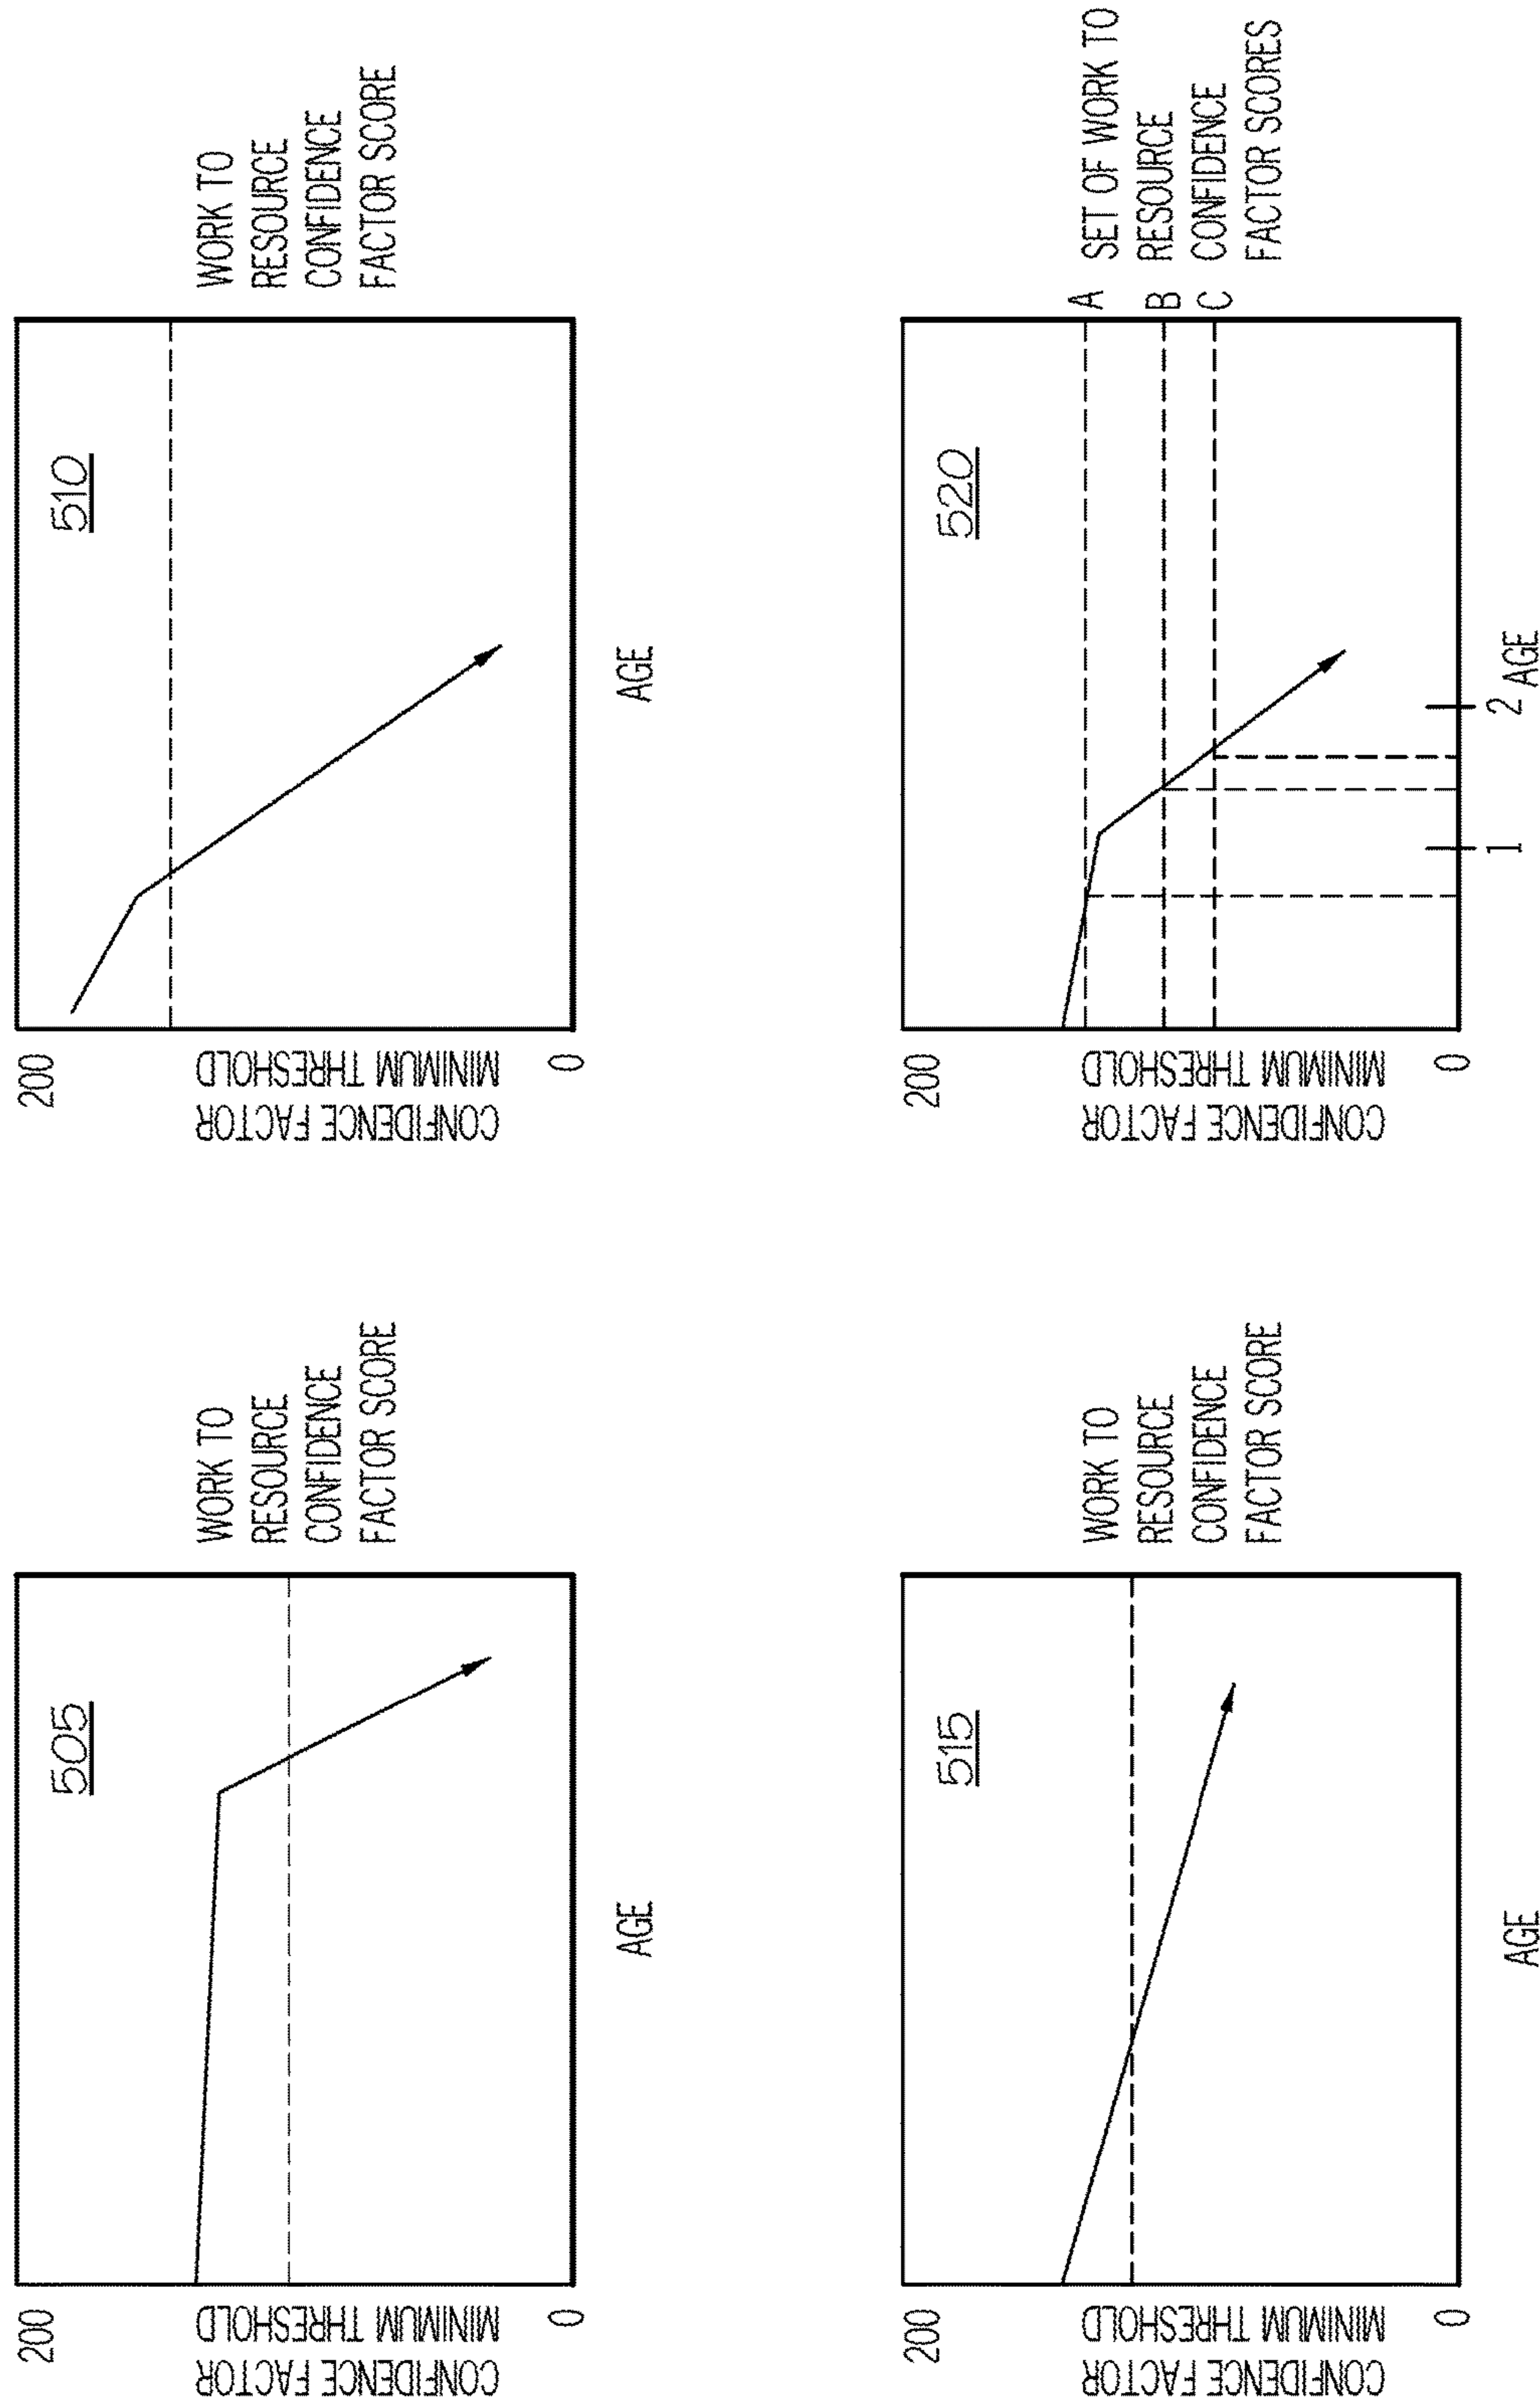 505
200
CONFIDENCE FACTOR
MINIMUM THRESHOLD
0
AGE
WORK TO
RESOURCE
CONFIDENCE
FACTOR SCORE
510
200
CONFIDENCE FACTOR
MINIMUM THRESHOLD
0
AGE
WORK TO
RESOURCE
CONFIDENCE
FACTOR SCORE
515
200
CONFIDENCE FACTOR
MINIMUM THRESHOLD
0
AGE
WORK TO
RESOURCE
CONFIDENCE
FACTOR SCORE
520
200
CONFIDENCE FACTOR
MINIMUM THRESHOLD
0
1
2
AGE
A
B
C
SET OF WORK TO
RESOURCE
CONFIDENCE
FACTOR SCORES